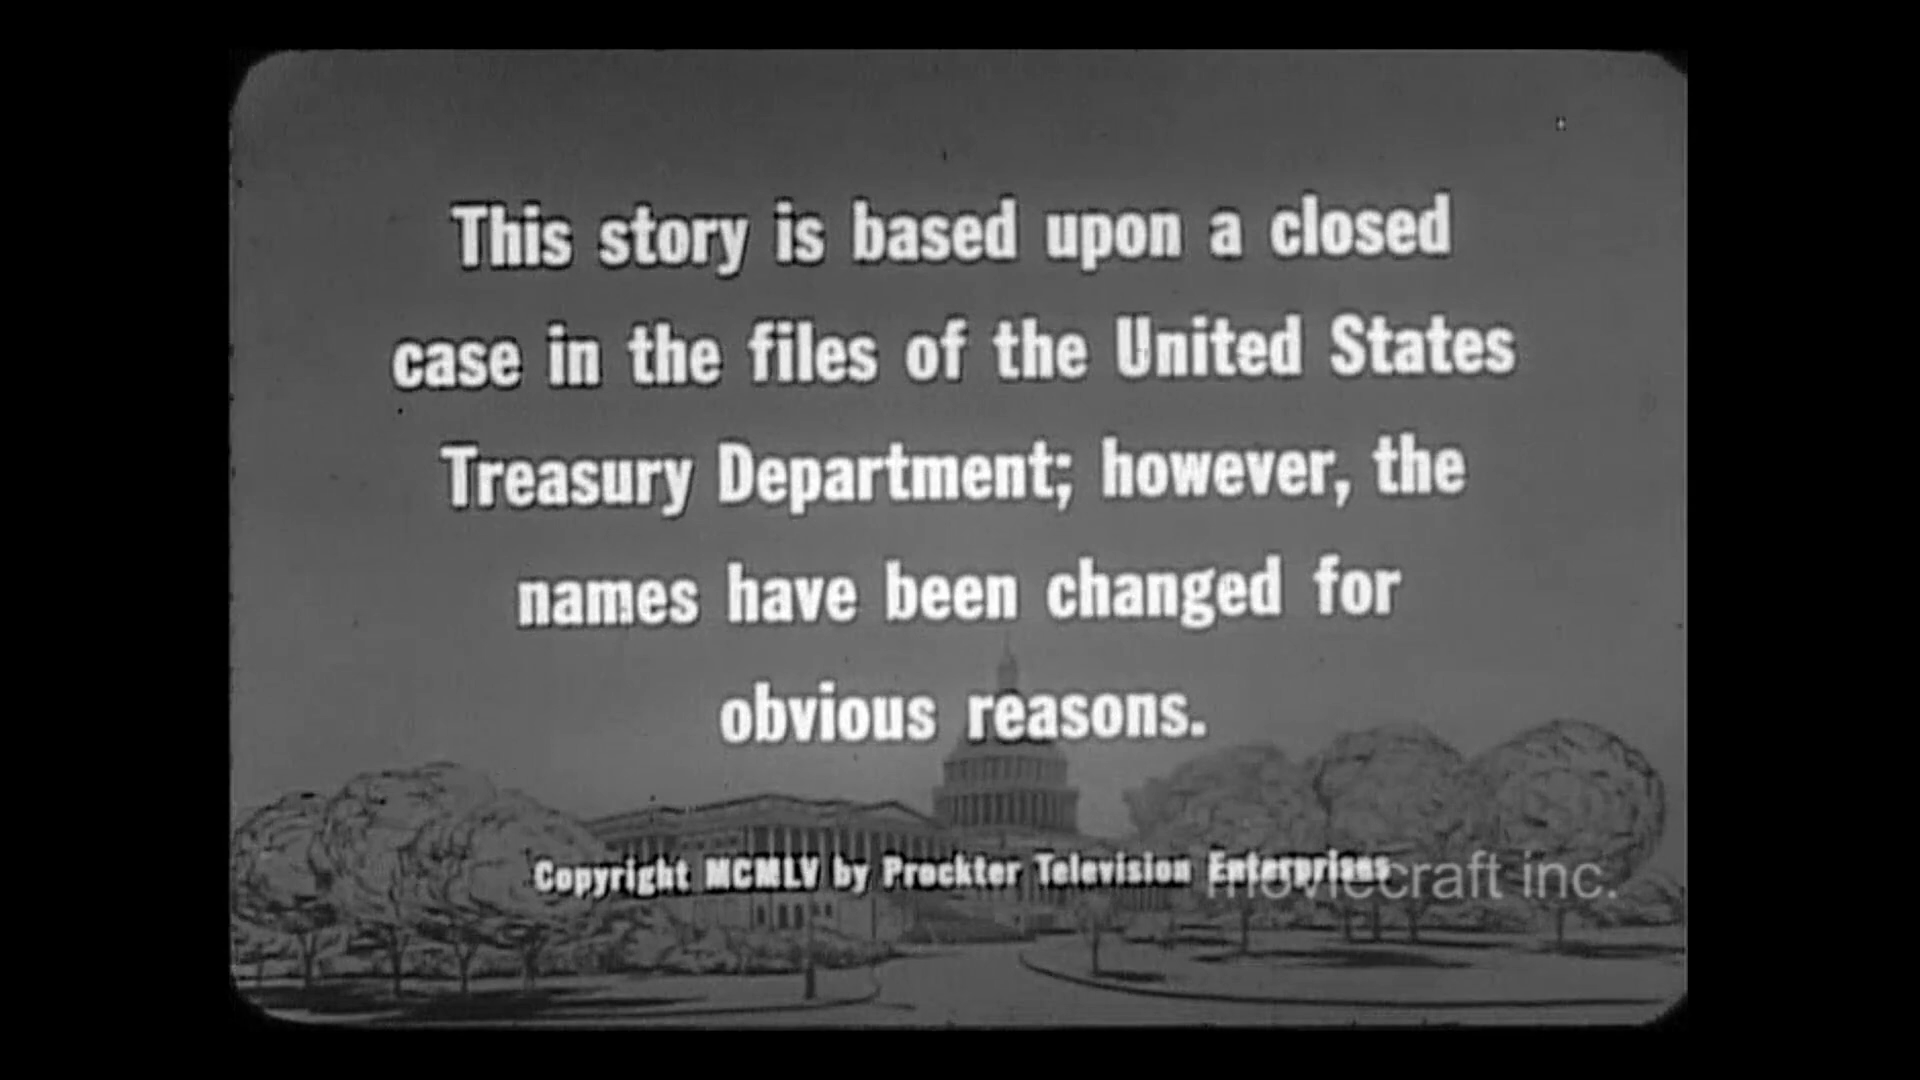 This story is based upon a closed
case in the files of the United States
Treasury Department; however, the
names have been changed for
obvious reasons.
Copyright MCMLV by Prockter Television Enterprises
moviecraft inc.